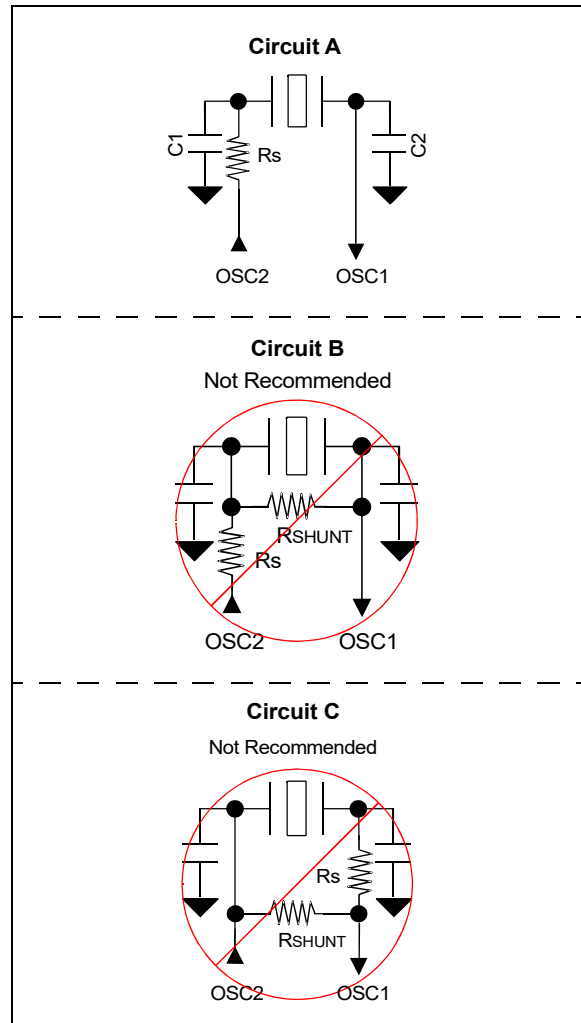 Circuit A
C1
Rs
C2
OSC2
OSC1
Circuit B
Not Recommended
RSHUNT
Rs
OSC2
OSC1
Circuit C
Not Recommended
Rs
RSHUNT
OSC2
OSC1